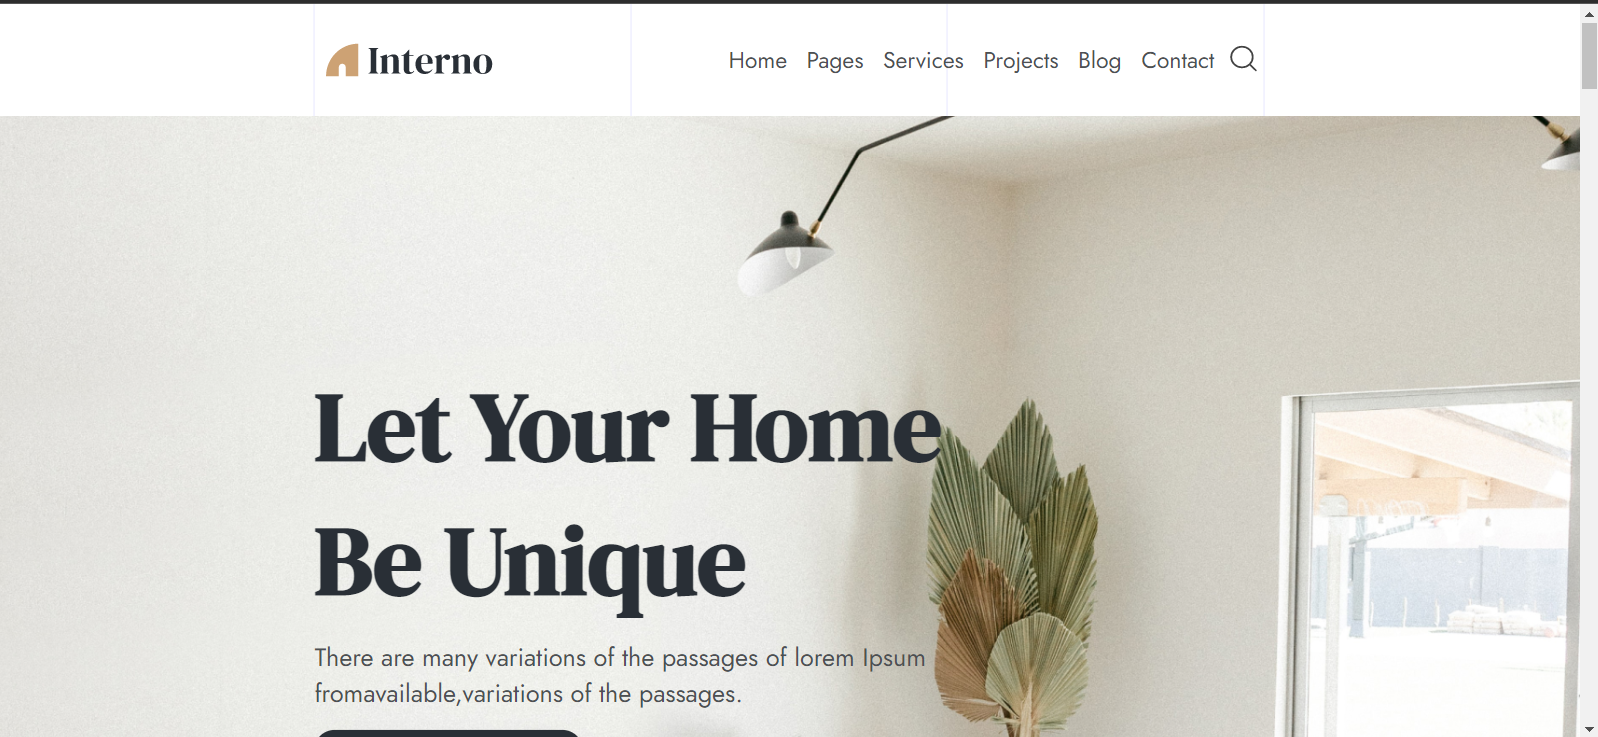 Interno
Home Pages Services Projects Blog Contact
Let Your Home
Be Unique
There are many variations of the passages of lorem Ipsum
fromavailable,variations of the passages.